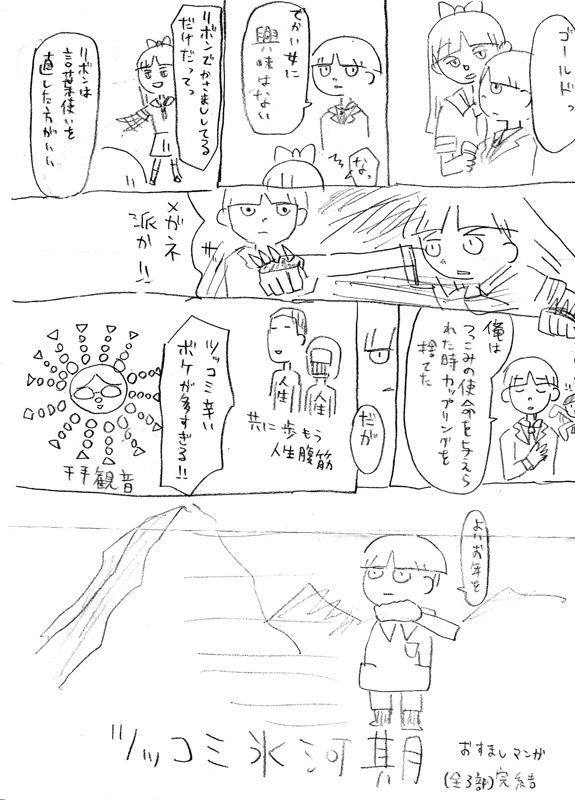 ゴールドっ
でかい女に
興味はない
なっ
リボンでかさましてる
だけだってっ
リボンは
言葉使いを
直した方がいい
メガネ
派か!!
俺は
つっこみの使命を与えら
れた時カップリングを
捨てた
だが
人生
人生
共に歩もう
人生腹筋
ツッコミ辛い
ボケが多すぎる!!
千手観音
よいお年を
ツッコミ氷河期
おすましマンガ
(全3部)完結